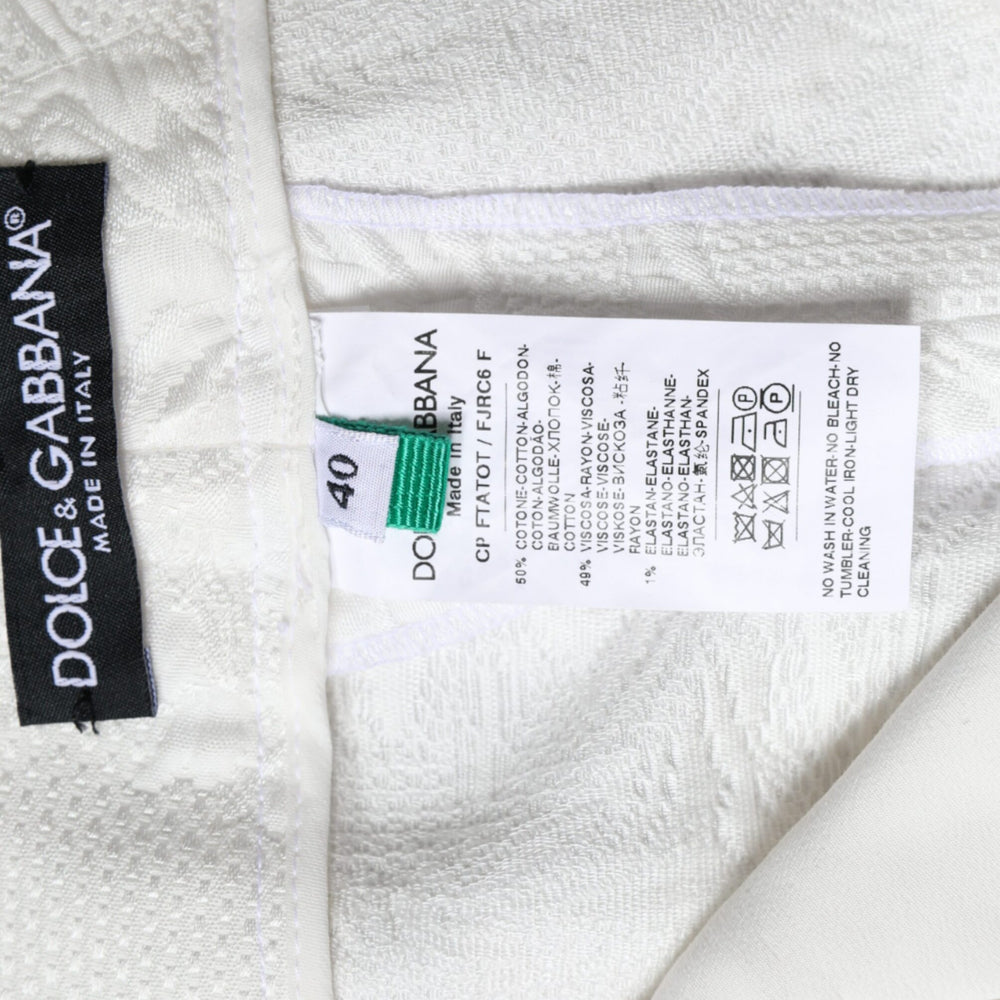 DOLCE & GABBANA®
MADE IN ITALY
40
DO BBANA
Made in Italy
CP FTATOT / FJRC6 F
50% COTONE-COTTON-ALGODON-
COTON-ALGODÃO-
BAUMWOLLE-ХЛОПОК-棉-
COTTON
49% VISCOSA-RAYON-VISCOSA-
VISCOSE-VISCOSE-
VISKOSE-ВИСКОЗА-粘纤-
RAYON
1% ELASTAN-ELASTANE-
ELASTANO-ELASTHANNE-
ELASTANO-ELASTHAN-
ЭЛАСТАН-氨纶-SPANDEX
P P
NO WASH IN WATER-NO BLEACH-NO
TUMBLER-COOL IRON-LIGHT DRY
CLEANING